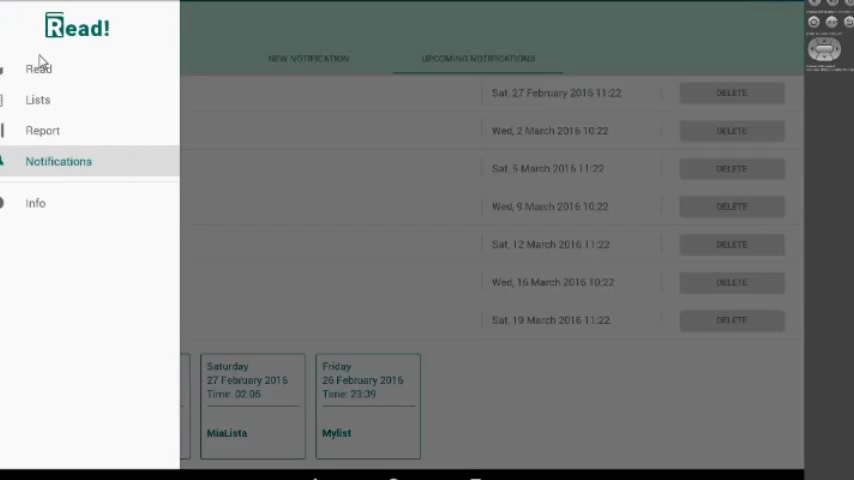 Read!
Read
Lists
Report
Notifications
Info
NEW NOTIFICATION
UPCOMING NOTIFICATIONS
Sat, 27 February 2016 11:22
DELETE
Wed, 2 March 2016 10:22
DELETE
Sat, 5 March 2016 11:22
DELETE
Wed, 9 March 2016 10:22
DELETE
Sat, 12 March 2016 11:22
DELETE
Wed, 16 March 2016 10:22
DELETE
Sat, 19 March 2016 11:22
DELETE
Saturday
27 February 2016
Time: 02:05
MiaLista
Friday
26 February 2016
Time: 23:39
Mylist